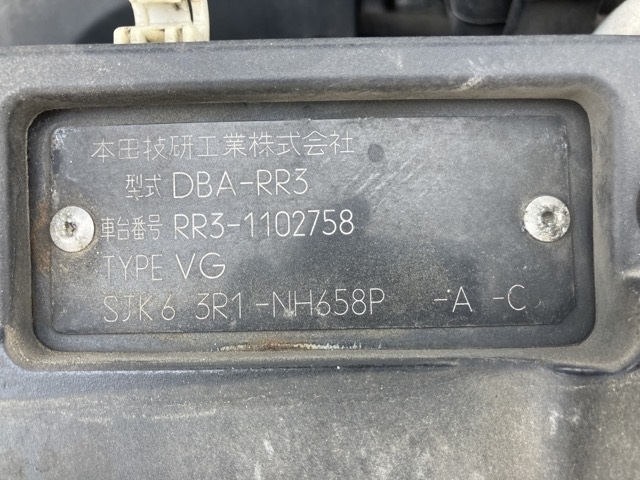 本田技研工業株式会社
型式 DBA-RR3
車台番号 RR3-1102758
TYPE VG
SJK6 3R1-NH658P -A -C